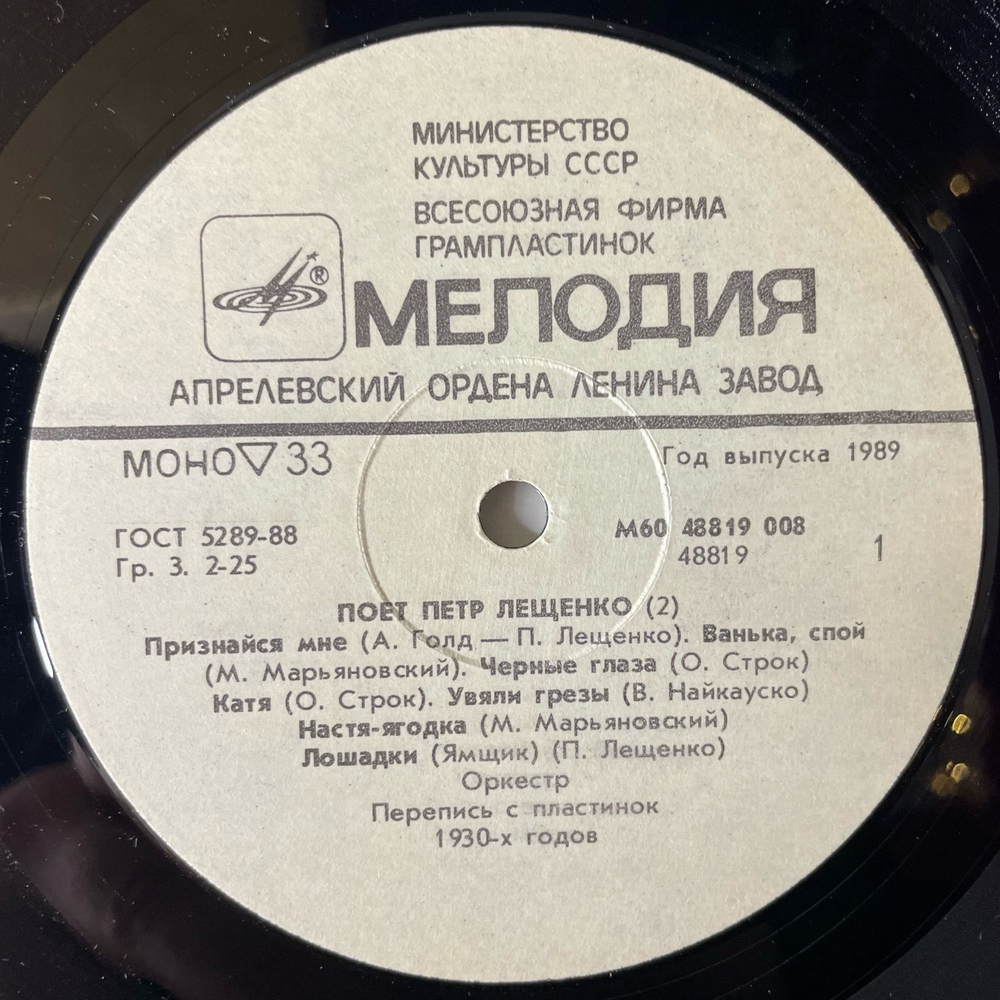 МИНИСТЕРСТВО
КУЛЬТУРЫ СССР
ВСЕСОЮЗНАЯ ФИРМА
ГРАМПЛАСТИНОК
®
МЕЛОДИЯ
АПРЕЛЕВСКИЙ ОРДЕНА ЛЕНИНА ЗАВОД
МОНО ▽ 33
Год выпуска 1989
ГОСТ 5289-88
Гр. 3. 2-25
М60 48819 008
48819
1
ПОЕТ ПЕТР ЛЕЩЕНКО (2)
Признайся мне (А. Голд — П. Лещенко). Ванька, спой
(М. Марьяновский). Черные глаза (О. Строк)
Катя (О. Строк). Увяли грезы (В. Найкауско)
Настя-ягодка (М. Марьяновский)
Лошадки (Ямщик) (П. Лещенко)
Оркестр
Перепись с пластинок
1930-х годов